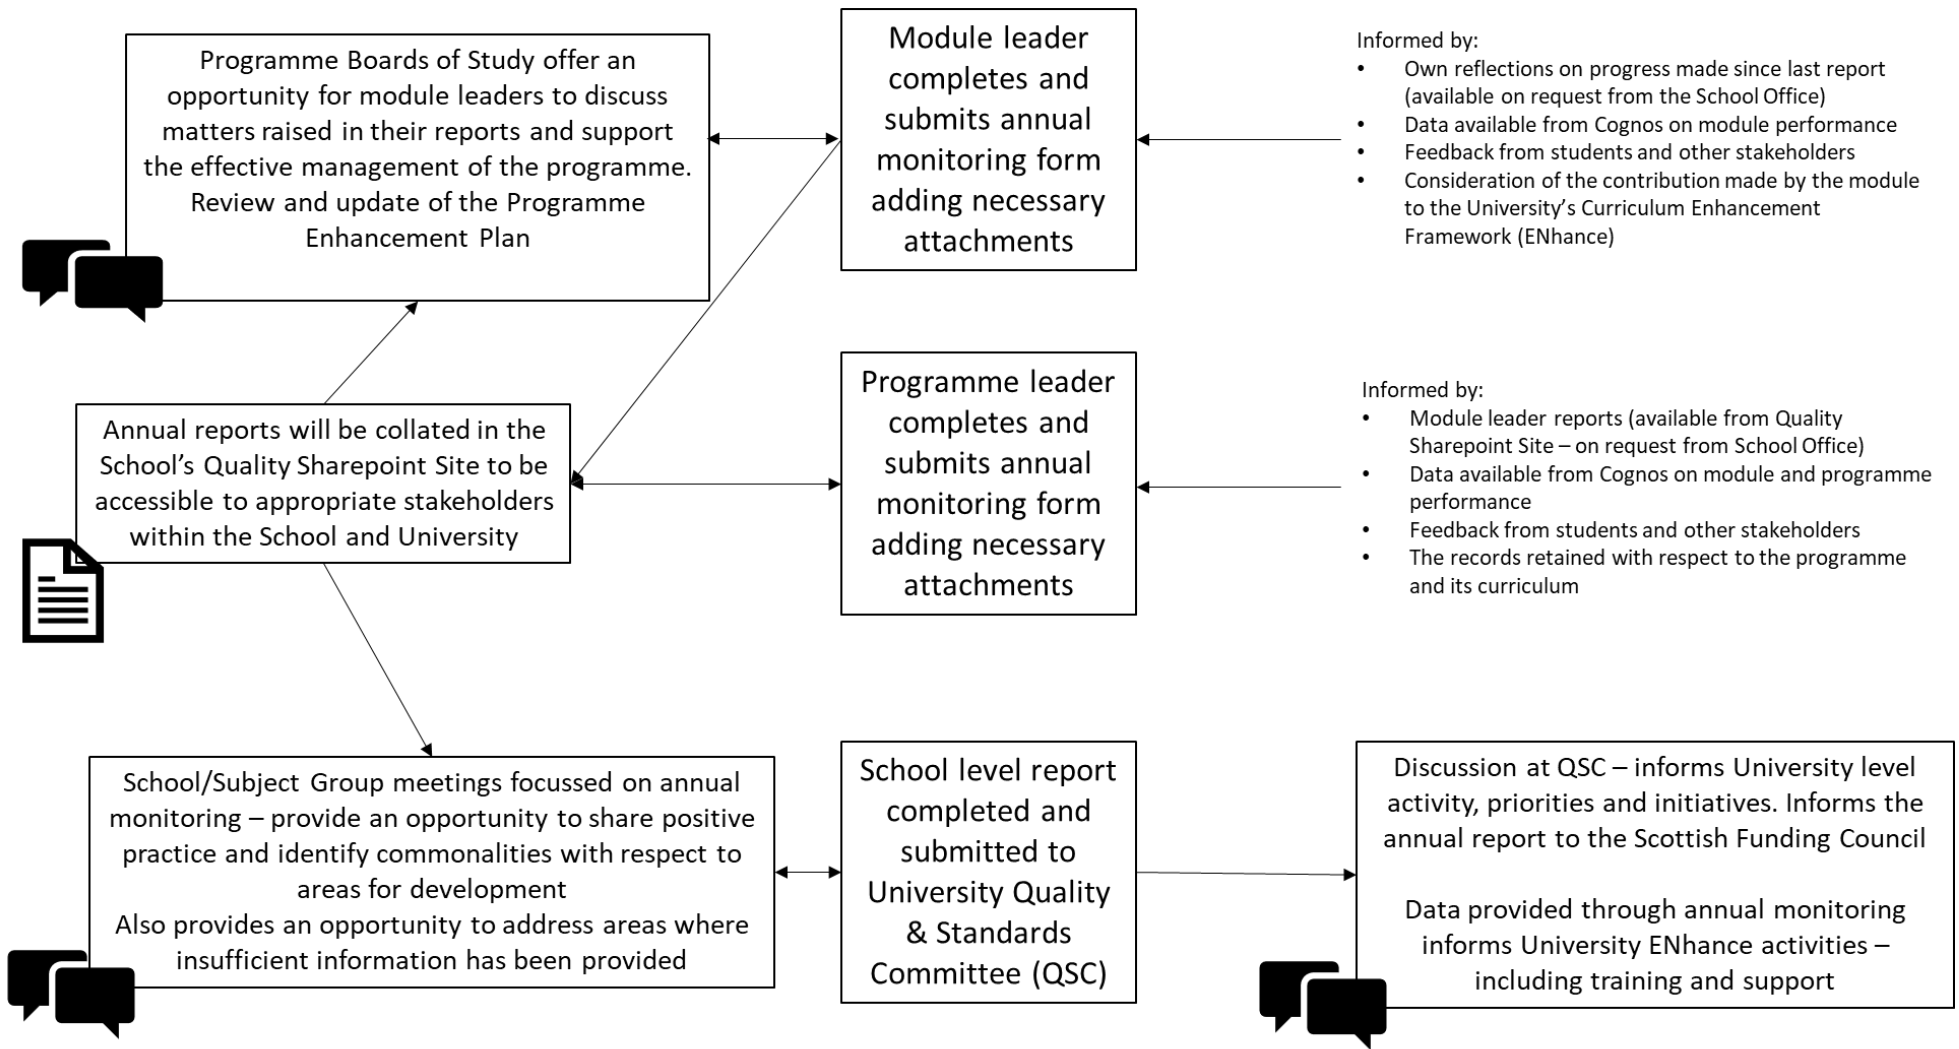 Programme Boards of Study offer an
opportunity for module leaders to discuss
matters raised in their reports and support
the effective management of the programme.
Review and update of the Programme
Enhancement Plan
Module leader
completes and
submits annual
monitoring form
adding necessary
attachments
Informed by:
• Own reflections on progress made since last report
(available on request from the School Office)
• Data available from Cognos on module performance
• Feedback from students and other stakeholders
• Consideration of the contribution made by the module
to the University’s Curriculum Enhancement
Framework (ENhance)
Annual reports will be collated in the
School’s Quality Sharepoint Site to be
accessible to appropriate stakeholders
within the School and University
Programme leader
completes and
submits annual
monitoring form
adding necessary
attachments
Informed by:
• Module leader reports (available from Quality
Sharepoint Site – on request from School Office)
• Data available from Cognos on module and programme
performance
• Feedback from students and other stakeholders
• The records retained with respect to the programme
and its curriculum
School/Subject Group meetings focussed on annual
monitoring – provide an opportunity to share positive
practice and identify commonalities with respect to
areas for development
Also provides an opportunity to address areas where
insufficient information has been provided
School level report
completed and
submitted to
University Quality
& Standards
Committee (QSC)
Discussion at QSC – informs University level
activity, priorities and initiatives. Informs the
annual report to the Scottish Funding Council
Data provided through annual monitoring
informs University ENhance activities –
including training and support